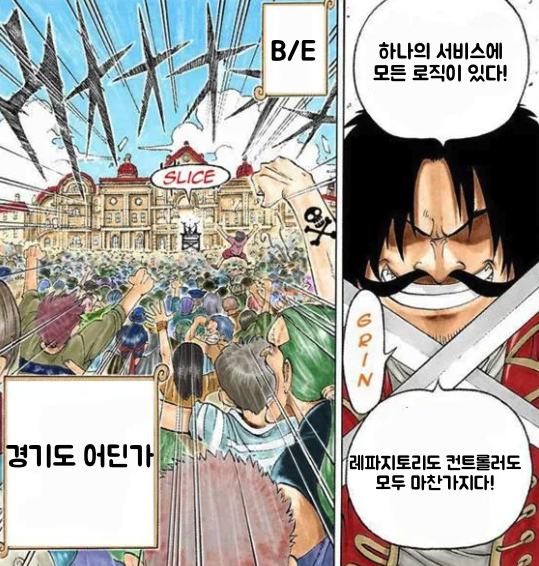 B/E
하나의 서비스에
모든 로직이 있다!
SLICE
GRIN
경기도 어딘가
레파지토리도 컨트롤러도
모두 마찬가지다!